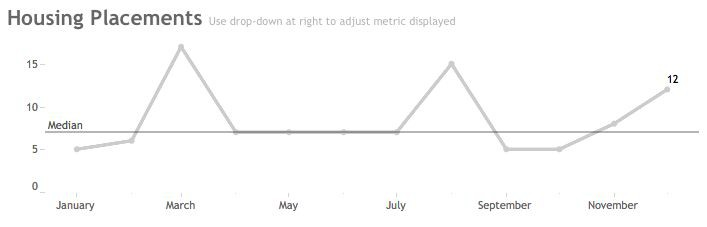 Housing Placements Use drop-down at right to adjust metric displayed
15
12
10
Median
5
0
January March May July September November